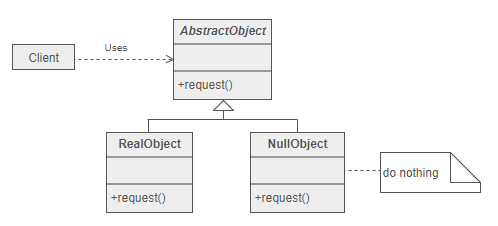 AbstractObject
Uses
Client
+request()
RealObject
NullObject
do nothing
+request()
+request()